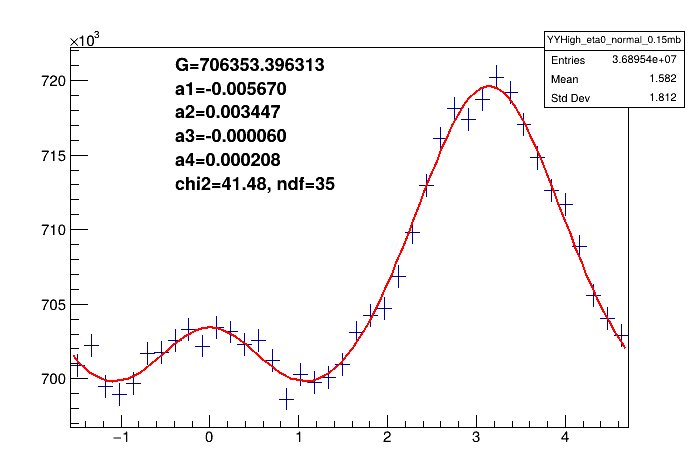 ×10³
YYHigh_eta0_normal_0.15mb
Entries 3.68954e+07
Mean 1.582
Std Dev 1.812
G=706353.396313
a1=-0.005670
a2=0.003447
a3=-0.000060
a4=0.000208
chi2=41.48, ndf=35
720
715
710
705
700
−1 0 1 2 3 4